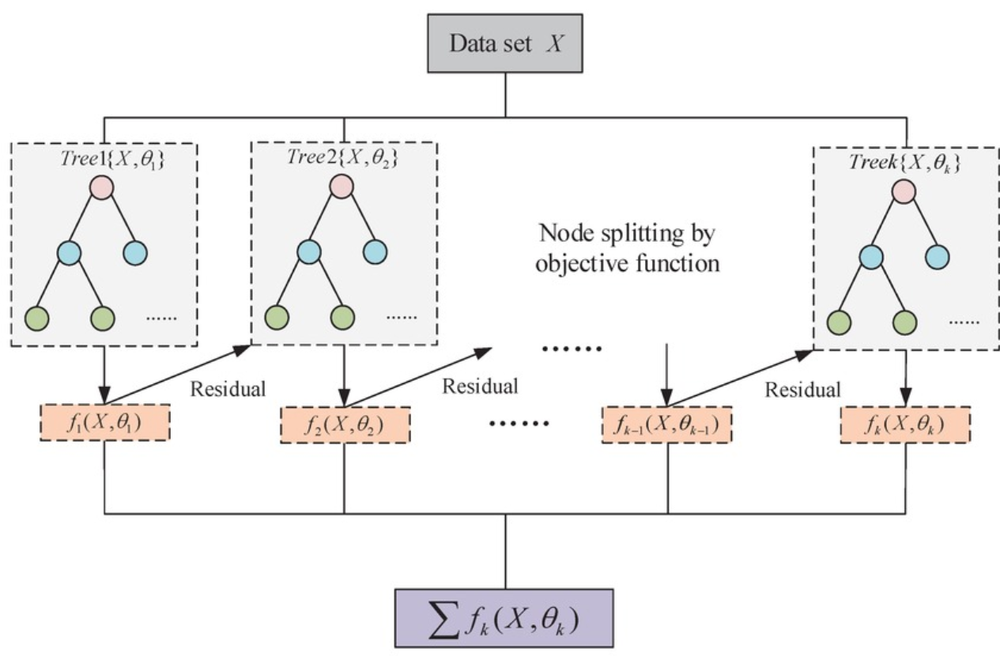 Data set X
Tree1{X,θ₁}
Tree2{X,θ₂}
Treek{X,θₖ}
Node splitting by
objective function
......
......
......
......
Residual
Residual
Residual
f₁(X,θ₁)
f₂(X,θ₂)
......
fₖ₋₁(X,θₖ₋₁)
fₖ(X,θₖ)
∑fₖ(X,θₖ)